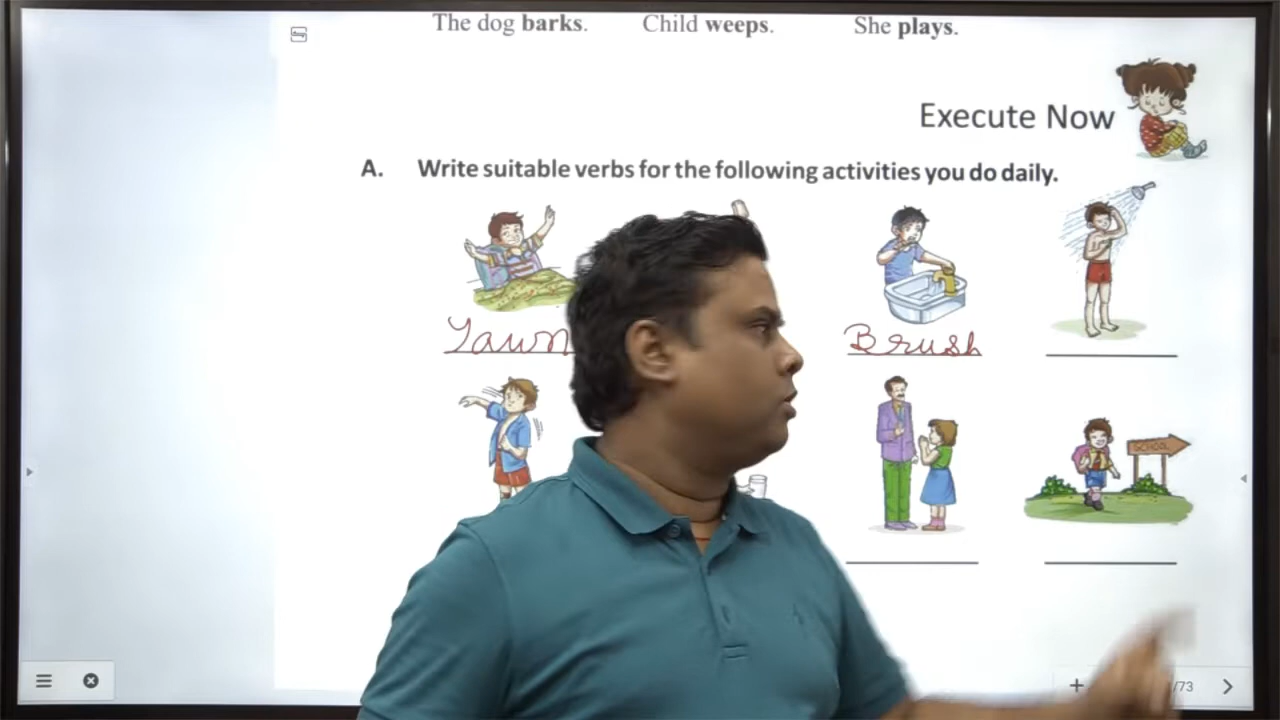 The dog barks. Child weeps. She plays.
Execute Now
A. Write suitable verbs for the following activities you do daily.
Yawn Brush
SCHOOL
/73